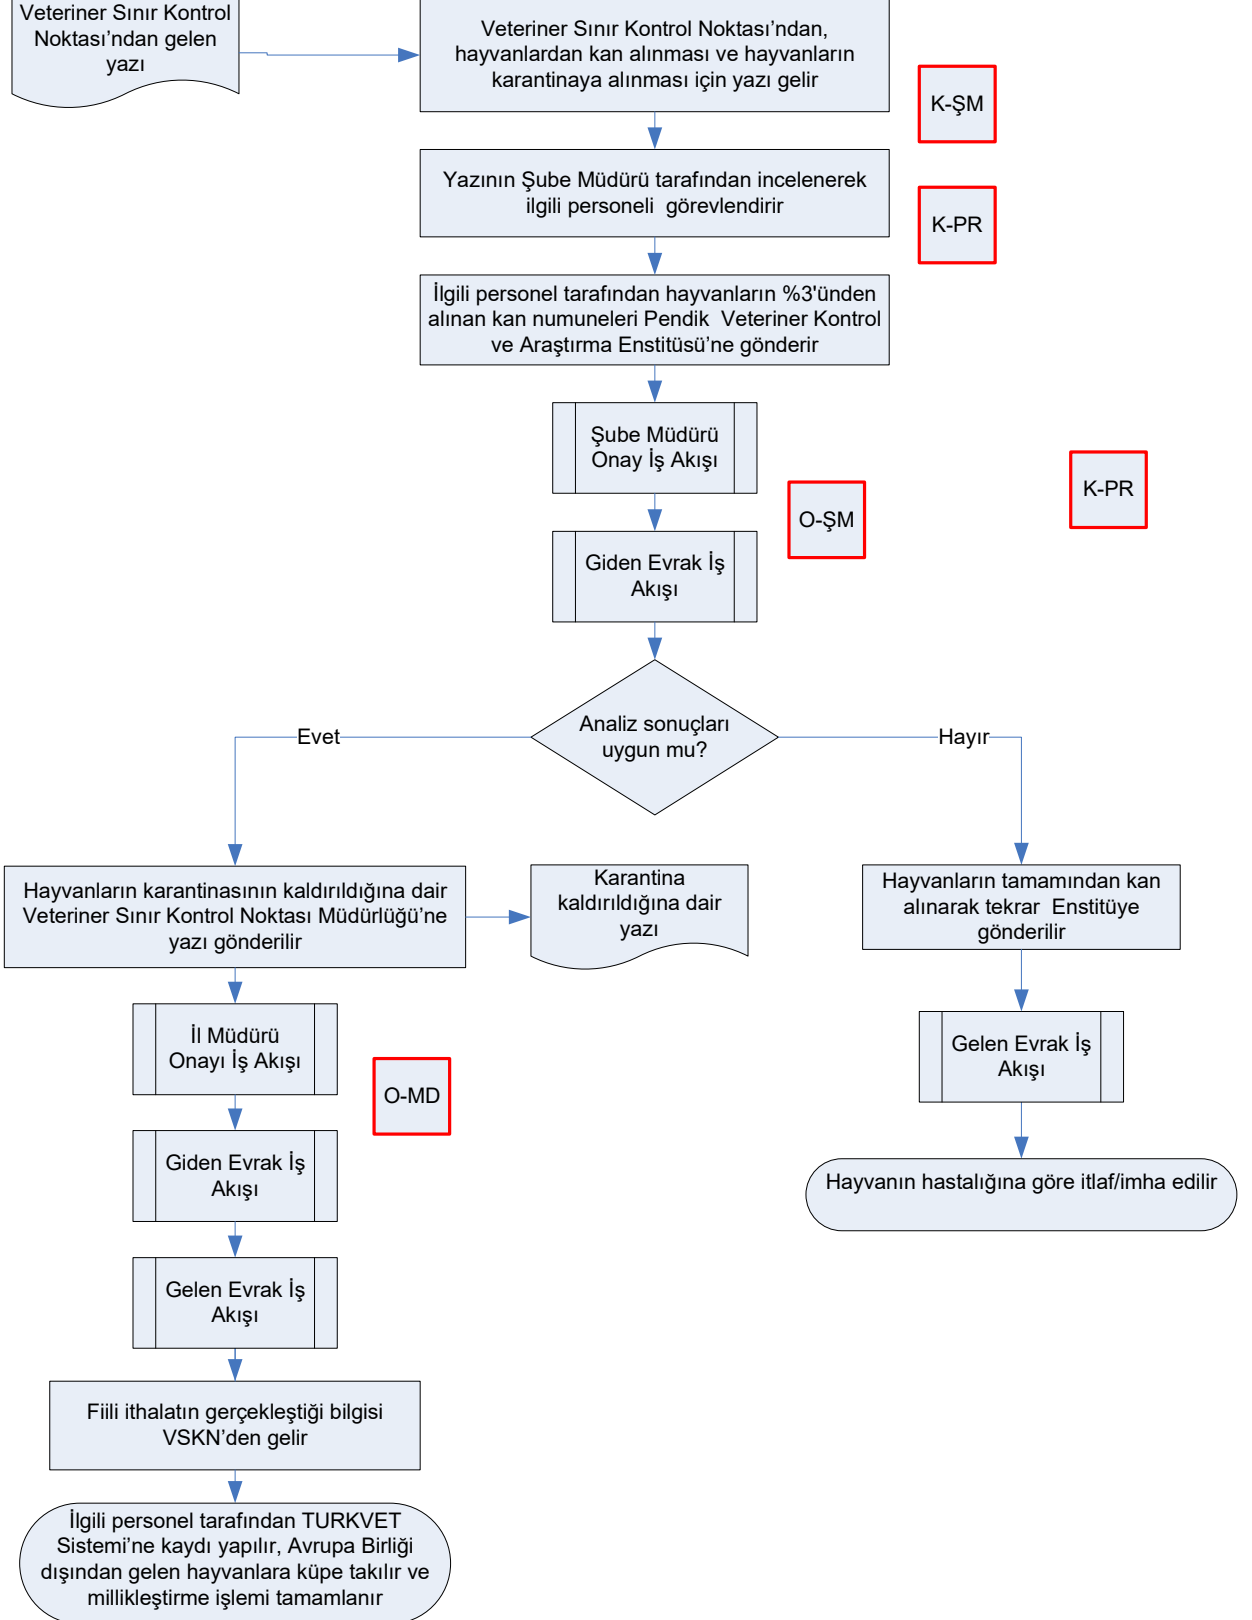 Veteriner Sınır Kontrol
Noktası’ndan gelen
yazı
Veteriner Sınır Kontrol Noktası’ndan,
hayvanlardan kan alınması ve hayvanların
karantinaya alınması için yazı gelir
K-ŞM
Yazının Şube Müdürü tarafından incelenerek
ilgili personeli görevlendirir
K-PR
İlgili personel tarafından hayvanların %3'ünden
alınan kan numuneleri Pendik Veteriner Kontrol
ve Araştırma Enstitüsü’ne gönderir
Şube Müdürü
Onay İş Akışı
K-PR
O-ŞM
Giden Evrak İş
Akışı
Analiz sonuçları
uygun mu?
Evet
Hayır
Hayvanların karantinasının kaldırıldığına dair
Veteriner Sınır Kontrol Noktası Müdürlüğü’ne
yazı gönderilir
Karantina
kaldırıldığına dair
yazı
Hayvanların tamamından kan
alınarak tekrar Enstitüye
gönderilir
İl Müdürü
Onayı İş Akışı
O-MD
Gelen Evrak İş
Akışı
Giden Evrak İş
Akışı
Hayvanın hastalığına göre itlaf/imha edilir
Gelen Evrak İş
Akışı
Fiili ithalatın gerçekleştiği bilgisi
VSKN’den gelir
İlgili personel tarafından TURKVET
Sistemi’ne kaydı yapılır, Avrupa Birliği
dışından gelen hayvanlara küpe takılır ve
millikleştirme işlemi tamamlanır